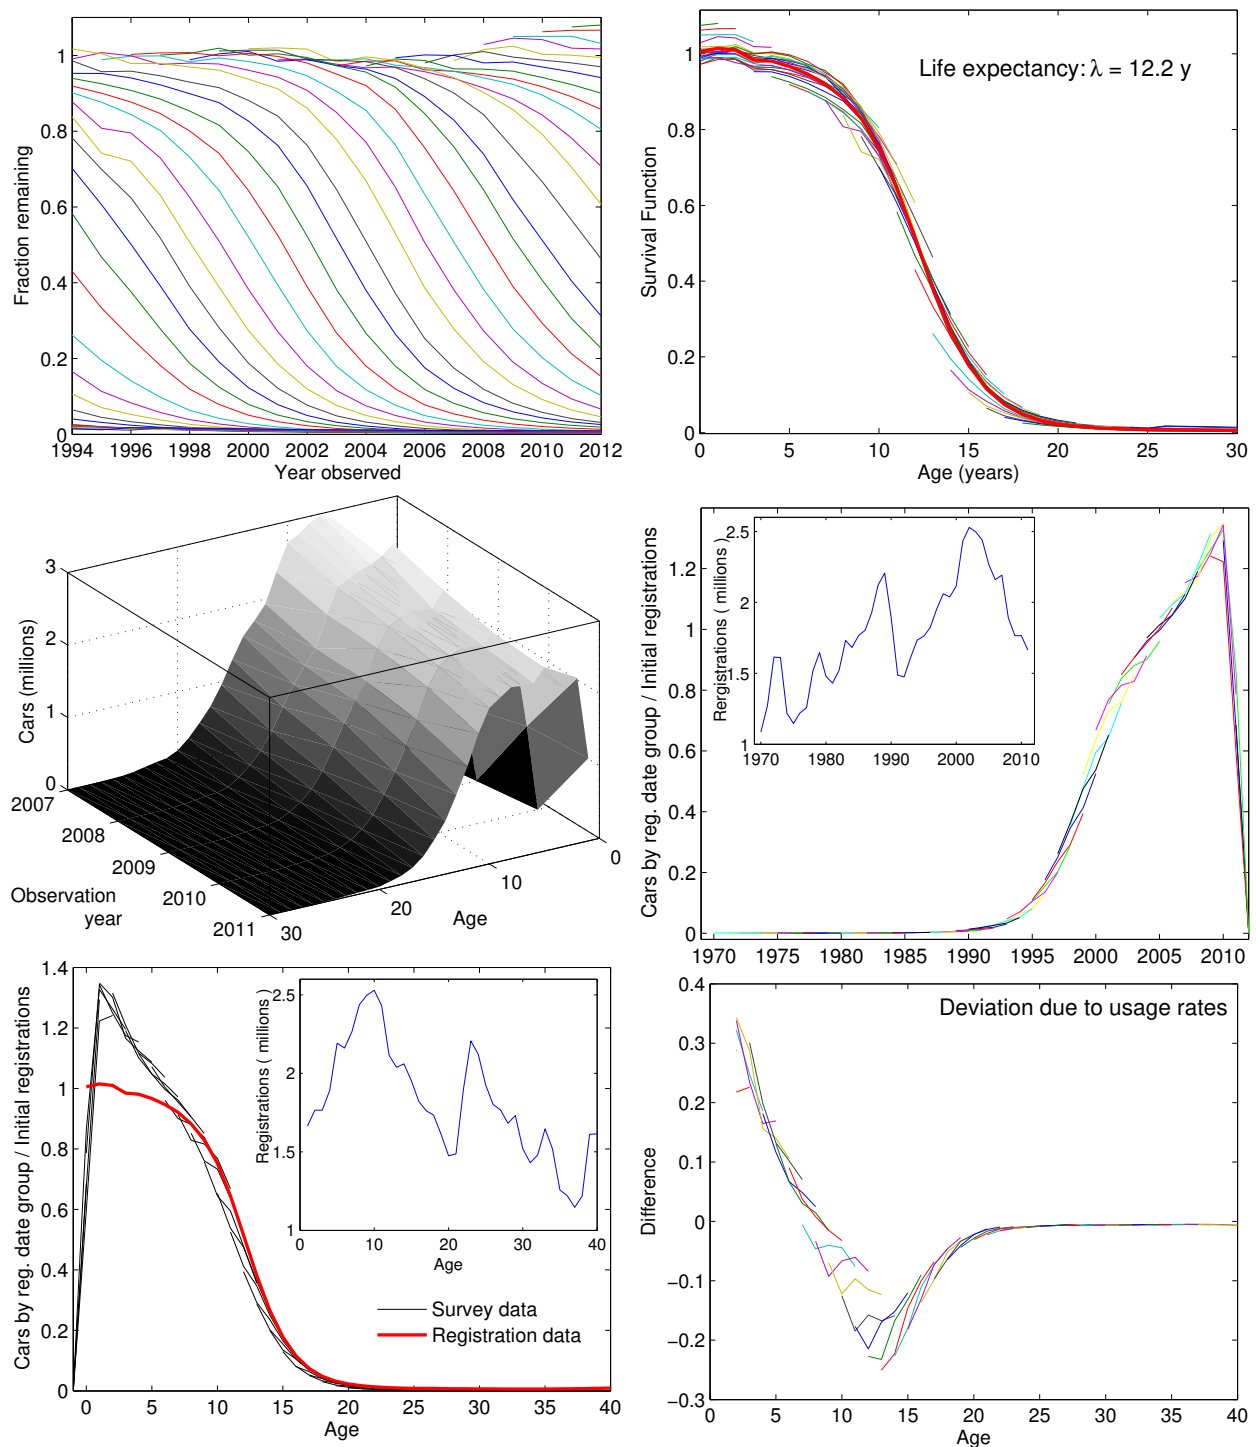 1
0.8
0.6
0.4
0.2
0
Fraction remaining
1994 1996 1998 2000 2002 2004 2006 2008 2010 2012
Year observed
Life expectancy: λ = 12.2 y
1
0.8
0.6
0.4
0.2
0
Survival Function
0 5 10 15 20 25 30
Age (years)
3
2
1
0
Cars (millions)
2007
2008
2009
2010
2011
Observation
year
30
20
10
0
Age
1.2
1
0.8
0.6
0.4
0.2
0
Cars by reg. date group / Initial registrations
1970 1975 1980 1985 1990 1995 2000 2005 2010
2.5
2
1.5
1
Rergistrations ( millions )
1970 1980 1990 2000 2010
1.4
1.2
1
0.8
0.6
0.4
0.2
0
Cars by reg. date group / Initial registrations
0 5 10 15 20 25 30 35 40
Age
2.5
2
1.5
1
Registrations ( millions )
0 10 20 30 40
Age
Survey data
Registration data
Deviation due to usage rates
0.4
0.3
0.2
0.1
0
−0.1
−0.2
−0.3
Difference
0 5 10 15 20 25 30 35 40
Age